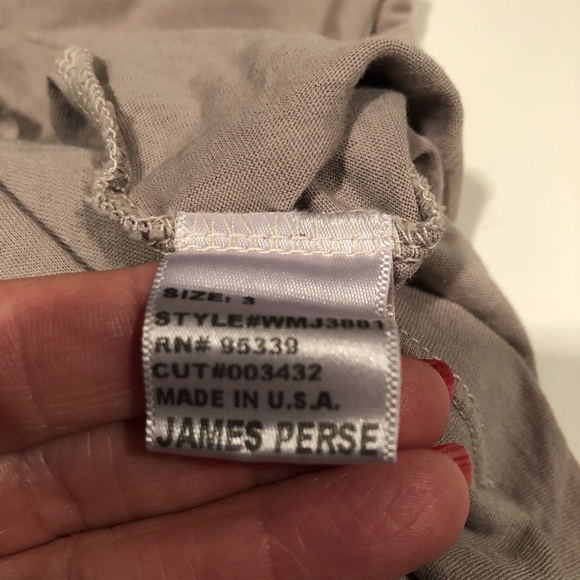 SIZE: 3
STYLE#WMJ3881
RN# 95339
CUT#003432
MADE IN U.S.A.
JAMES PERSE